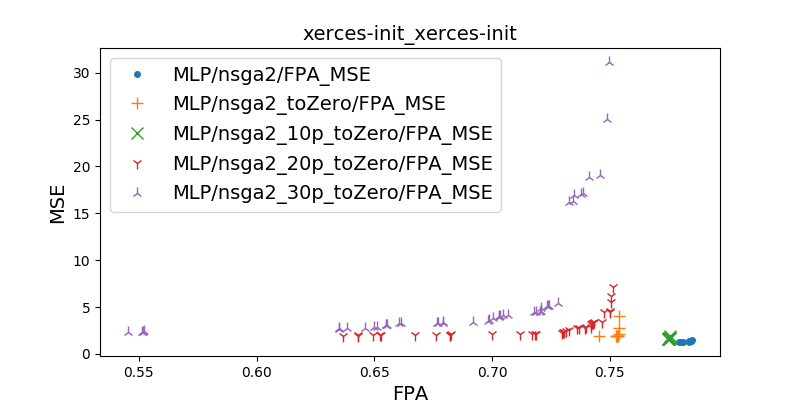 xerces-init_xerces-init
MLP/nsga2/FPA_MSE
MLP/nsga2_toZero/FPA_MSE
MLP/nsga2_10p_toZero/FPA_MSE
MLP/nsga2_20p_toZero/FPA_MSE
MLP/nsga2_30p_toZero/FPA_MSE
MSE
30
25
20
15
10
5
0
0.55 0.60 0.65 0.70 0.75
FPA